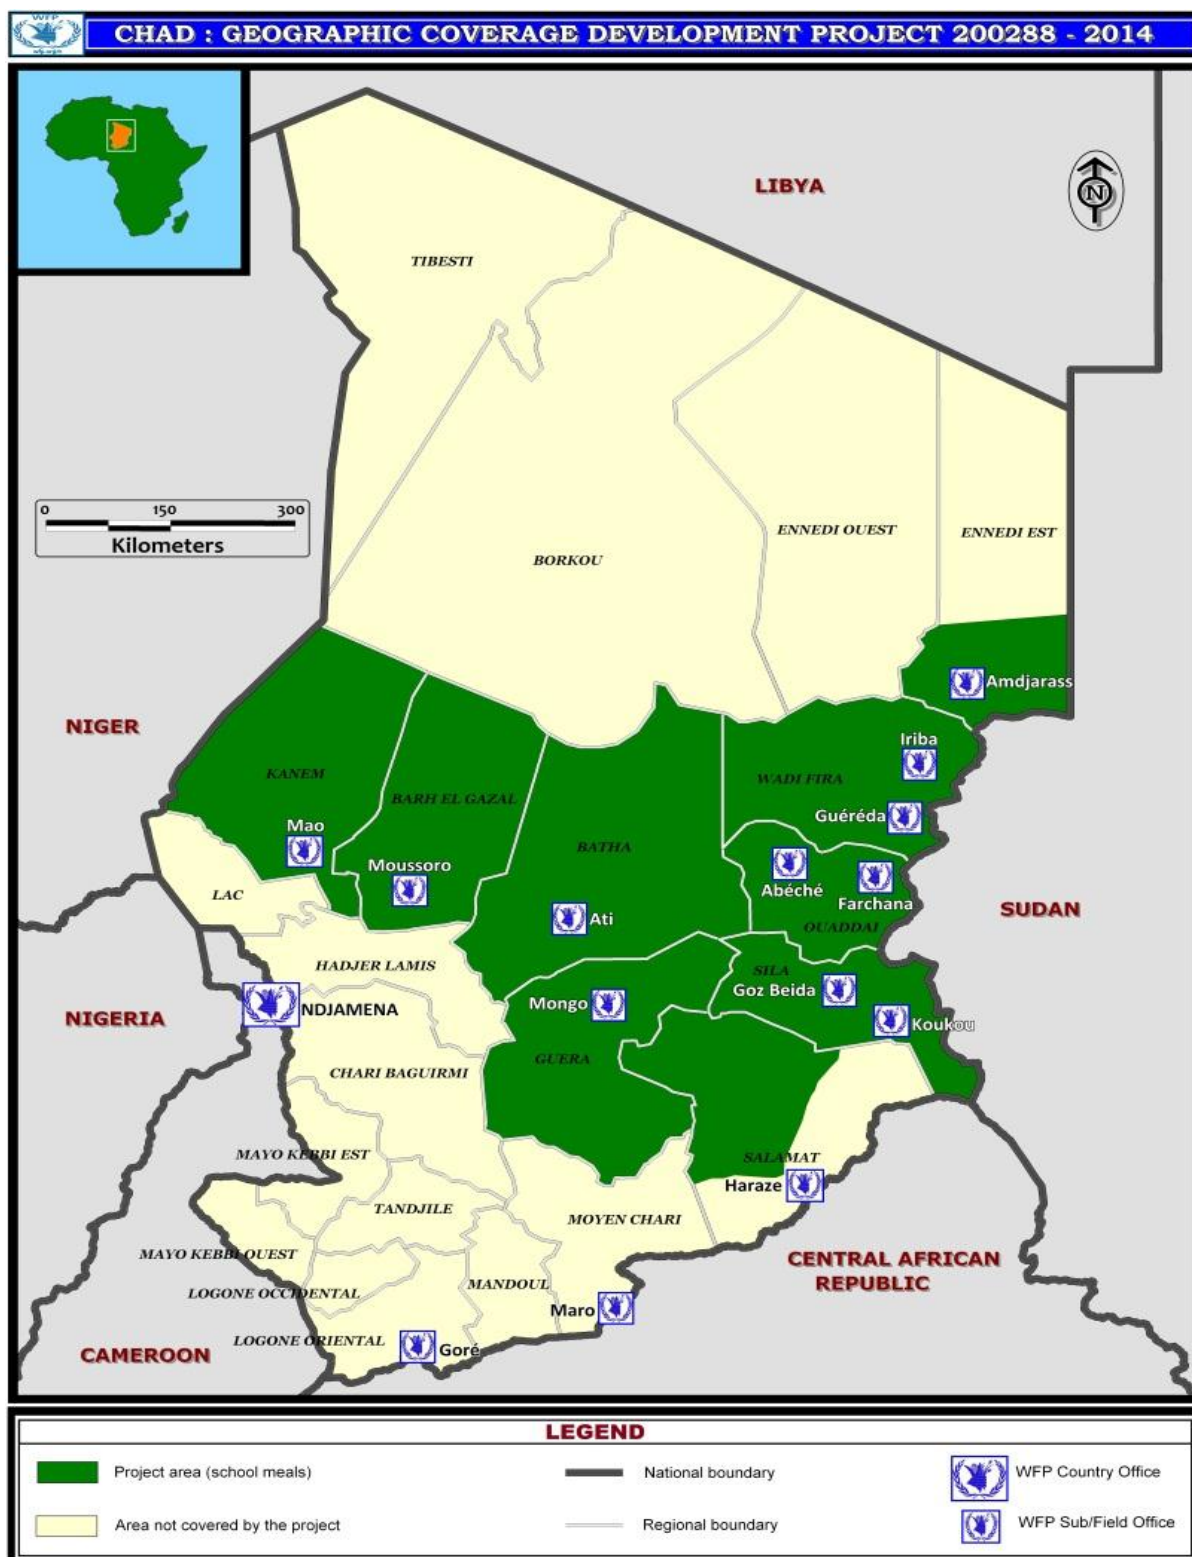 WFP
wfp.org
CHAD : GEOGRAPHIC COVERAGE DEVELOPMENT PROJECT 200288 - 2014
LIBYA
N
TIBESTI
0 150 300
Kilometers
ENNEDI OUEST
ENNEDI EST
BORKOU
Amdjarass
NIGER
Iriba
KANEM
WADI FIRA
BARH EL GAZAL
Guéréda
Mao
BATHA
Moussoro
Abéché
Farchana
LAC
Ati
SUDAN
OUADDAI
HADJER LAMIS
SILA
Goz Beida
NDJAMENA
Mongo
NIGERIA
Koukou
GUERA
CHARI BAGUIRMI
MAYO KEBBI EST
SALAMAT
Haraze
TANDJILE
MOYEN CHARI
MAYO KEBBI OUEST
CENTRAL AFRICAN
REPUBLIC
MANDOUL
LOGONE OCCIDENTAL
Maro
LOGONE ORIENTAL
Goré
CAMEROON
LEGEND
Project area (school meals)
National boundary
WFP Country Office
Area not covered by the project
Regional boundary
WFP Sub/Field Office